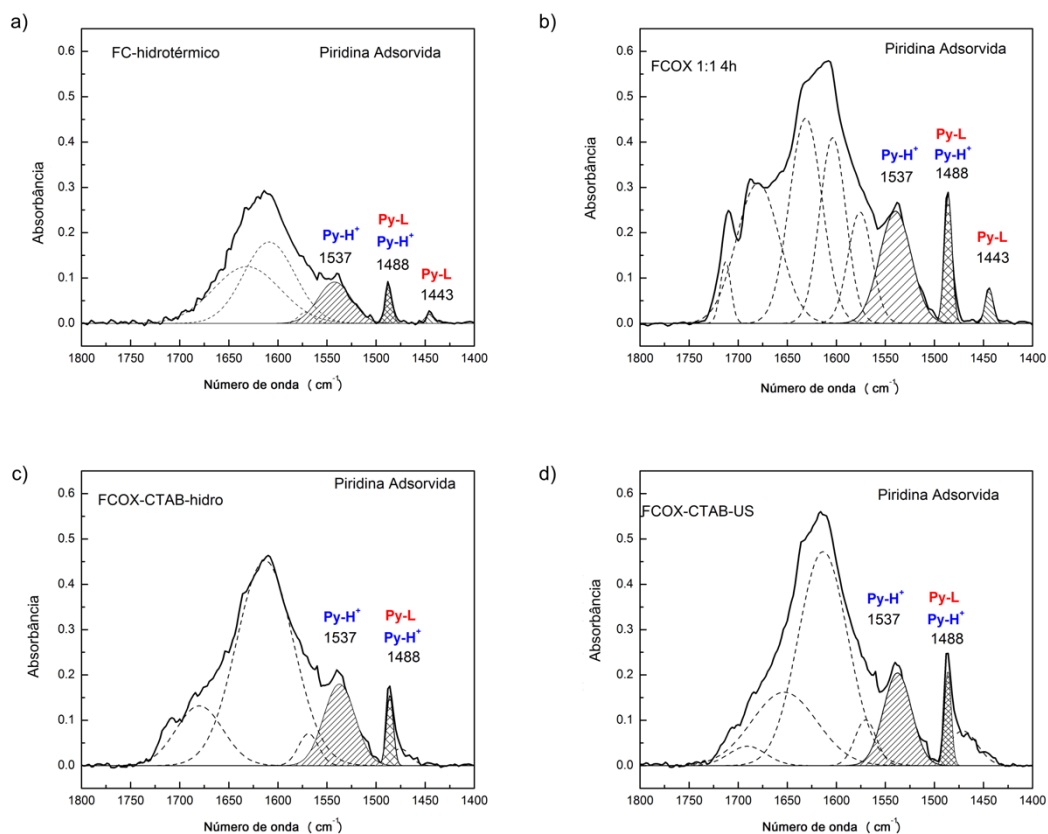 a)
FC-hidrotérmico
Piridina Adsorvida
0.6
0.5
0.4
0.3
0.2
0.1
0.0
Absorbância
Py-H+
1537
Py-L
Py-H+
1488
Py-L
1443
1800 1750 1700 1650 1600 1550 1500 1450 1400
Número de onda ( cm-1)
b)
Piridina Adsorvida
FCOX 1:1 4h
0.6
0.5
0.4
0.3
0.2
0.1
0.0
Absorbância
Py-H+
1537
Py-L
Py-H+
1488
Py-L
1443
1800 1750 1700 1650 1600 1550 1500 1450 1400
Número de onda ( cm-1)
c)
Piridina Adsorvida
FCOX-CTAB-hidro
0.6
0.5
0.4
0.3
0.2
0.1
0.0
Absorbância
Py-H+
1537
Py-L
Py-H+
1488
1800 1750 1700 1650 1600 1550 1500 1450 1400
Número de onda ( cm-1)
d)
Piridina Adsorvida
FCOX-CTAB-US
0.6
0.5
0.4
0.3
0.2
0.1
0.0
Absorbância
Py-H+
1537
Py-L
Py-H+
1488
1800 1750 1700 1650 1600 1550 1500 1450 1400
Número de onda ( cm-1)